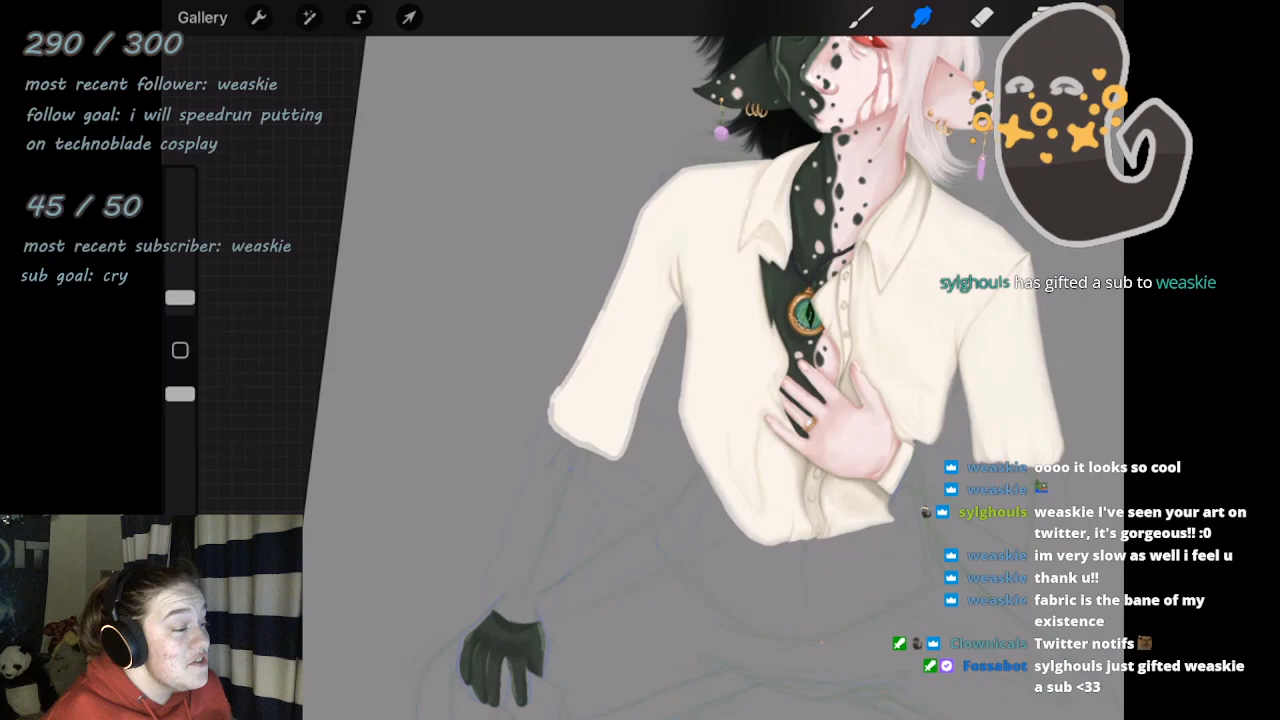 Gallery
290 / 300
most recent follower: weaskie
follow goal: i will speedrun putting
on technoblade cosplay
45 / 50
most recent subscriber: weaskie
sub goal: cry
sylghouls has gifted a sub to weaskie
weaskie oooo it looks so cool
weaskie
sylghouls weaskie I've seen your art on
twitter, it's gorgeous!! :0
weaskie im very slow as well i feel u
weaskie thank u!!
weaskie fabric is the bane of my
existence
Clownicals Twitter notifs
Fossabot sylghouls just gifted weaskie
a sub <33